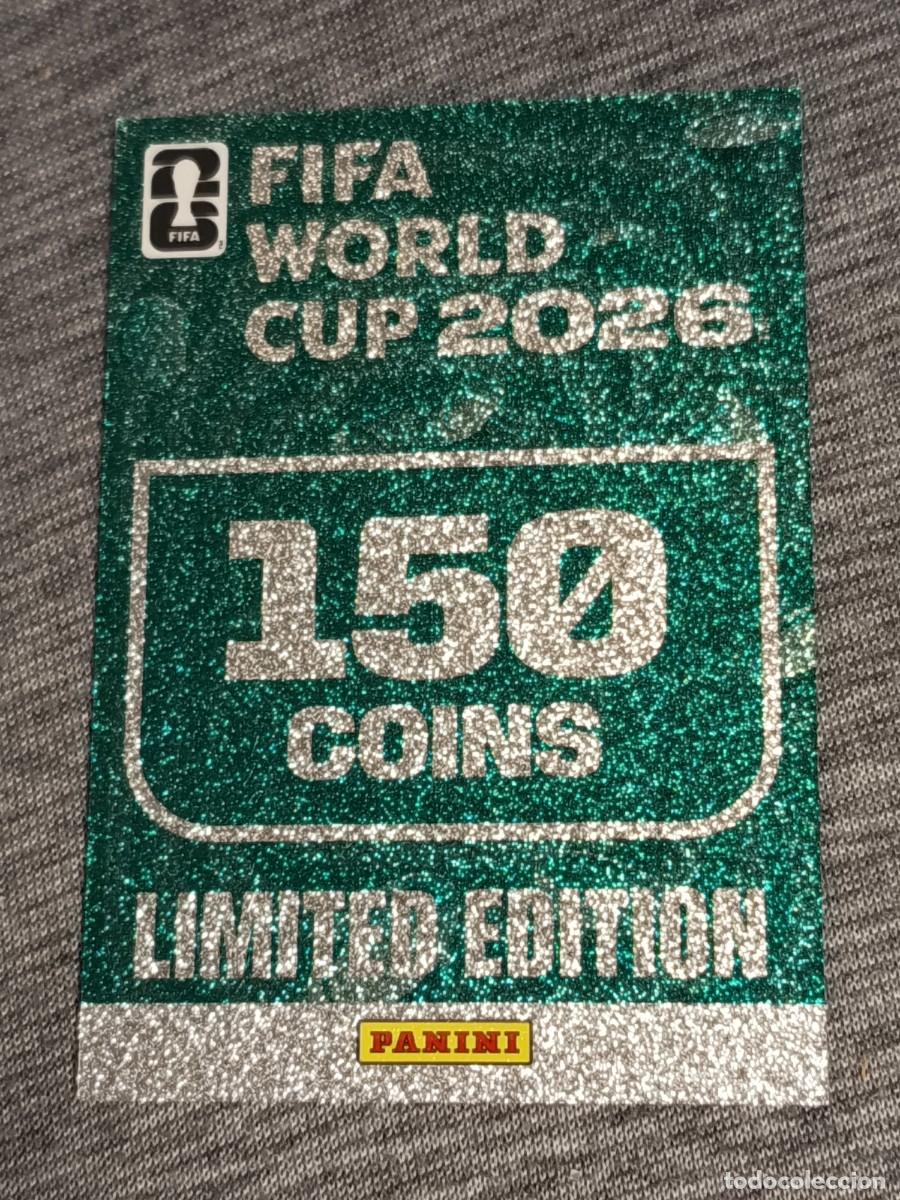 FIFA
FIFA
WORLD
CUP 2026
150
COINS
LIMITED EDITION
PANINI
todocoleccion